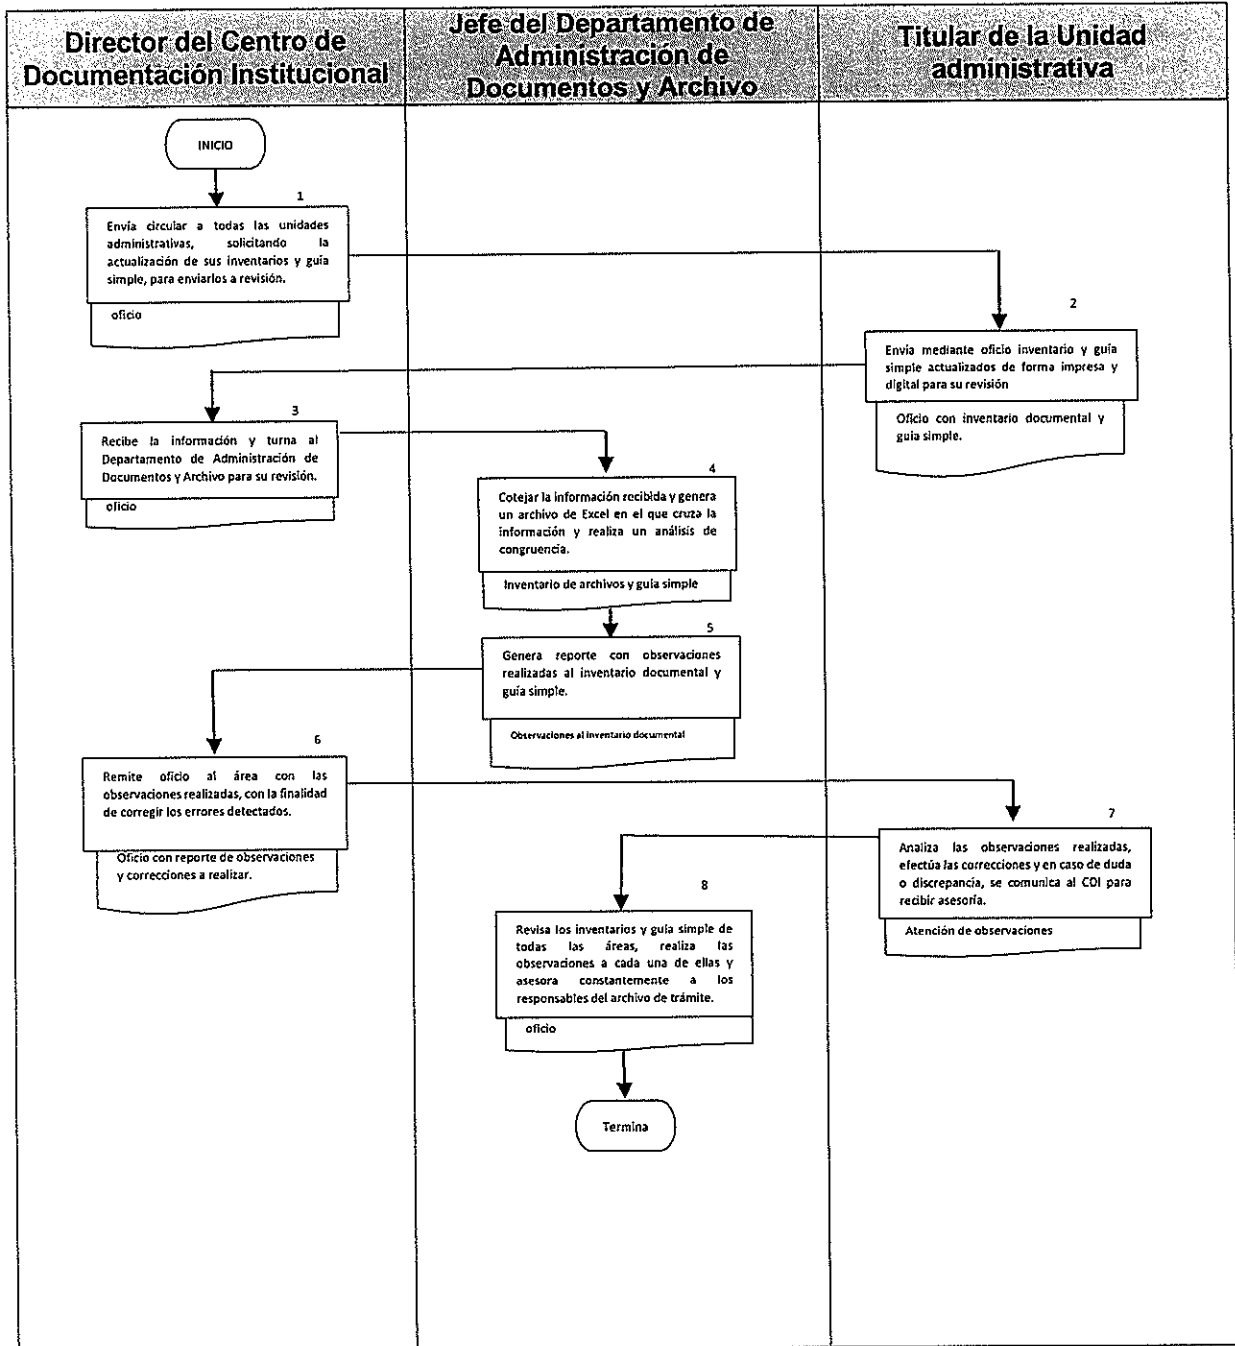 Director del Centro de
Documentación Institucional
Jefe del Departamento de
Administración de
Documentos y Archivo
Titular de la Unidad
administrativa
INICIO
1
Envía circular a todas las unidades
administrativas, solicitando la
actualización de sus inventarios y guía
simple, para enviarlos a revisión.
oficio
2
Envía mediante oficio inventario y guía
simple actualizados de forma impresa y
digital para su revisión
Oficio con inventario documental y
guía simple.
3
Recibe la información y turna al
Departamento de Administración de
Documentos y Archivo para su revisión.
oficio
4
Cotejar la información recibida y genera
un archivo de Excel en el que cruza la
información y realiza un análisis de
congruencia.
Inventario de archivos y guía simple
5
Genera reporte con observaciones
realizadas al inventario documental y
guía simple.
Observaciones al inventario documental
6
Remite oficio al área con las
observaciones realizadas, con la finalidad
de corregir los errores detectados.
Oficio con reporte de observaciones
y correcciones a realizar.
7
Analiza las observaciones realizadas,
efectúa las correcciones y en caso de duda
o discrepancia, se comunica al CDI para
recibir asesoría.
Atención de observaciones
8
Revisa los inventarios y guía simple de
todas las áreas, realiza las
observaciones a cada una de ellas y
asesora constantemente a los
responsables del archivo de trámite.
oficio
Termina